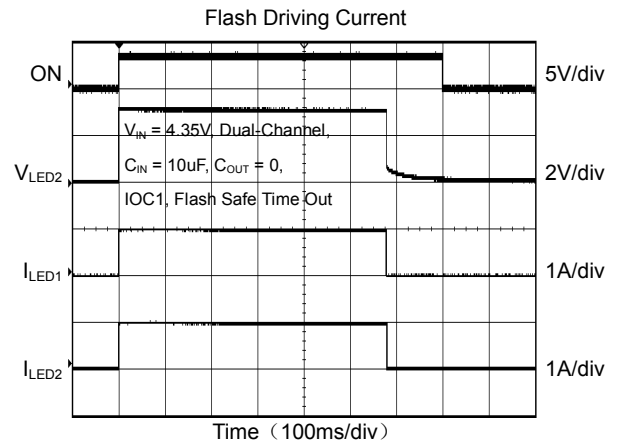 Flash Driving Current
ON
5V/div
V_IN = 4.35V, Dual-Channel,
C_IN = 10uF, C_OUT = 0,
IOC1, Flash Safe Time Out
V_LED2
2V/div
I_LED1
1A/div
I_LED2
1A/div
Time（100ms/div）